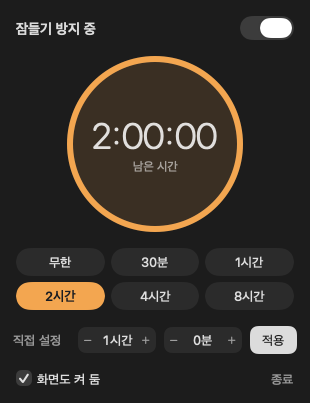 잠들기 방지 중
2:00:00
남은 시간
무한 30분 1시간
2시간 4시간 8시간
직접 설정 − 1시간 + − 0분 + 적용
화면도 켜 둠 종료